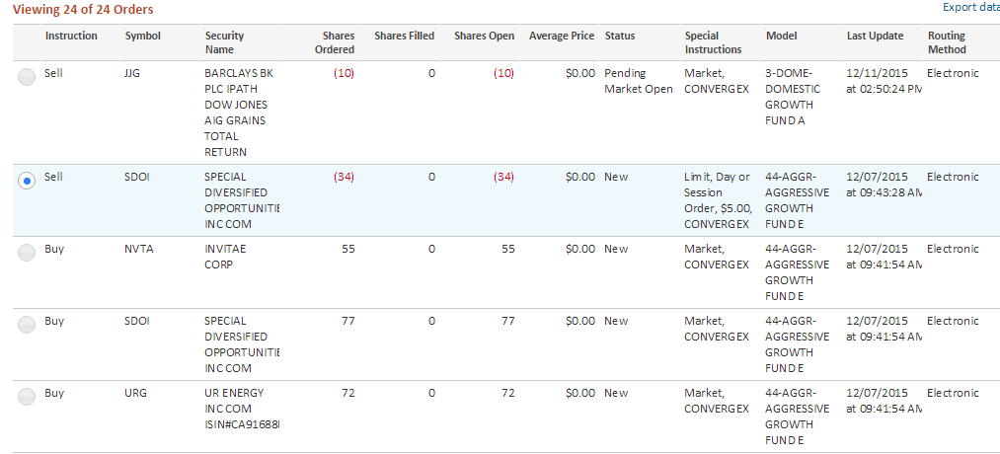 Viewing 24 of 24 Orders
Export data
Instruction Symbol Security Name Shares Ordered Shares Filled Shares Open Average Price Status Special Instructions Model Last Update Routing Method
Sell JJG BARCLAYS BK (10) 0 (10) $0.00 Pending Market, 3-DOME- 12/11/2015 Electronic
PLC IPATH Market Open CONVERGEX DOMESTIC at 02:50:24 PM
DOW JONES GROWTH
AIG GRAINS FUND A
TOTAL
RETURN
Sell SDOI SPECIAL (34) 0 (34) $0.00 New Limit, Day or 44-AGGR- 12/07/2015 Electronic
DIVERSIFIED Session AGGRESSIVE at 09:43:28 AM
OPPORTUNITIE Order, $5.00, GROWTH
INC COM CONVERGEX FUND E
Buy NVTA INVITAE 55 0 55 $0.00 New Market, 44-AGGR- 12/07/2015 Electronic
CORP CONVERGEX AGGRESSIVE at 09:41:54 AM
GROWTH
FUND E
Buy SDOI SPECIAL 77 0 77 $0.00 New Market, 44-AGGR- 12/07/2015 Electronic
DIVERSIFIED CONVERGEX AGGRESSIVE at 09:41:54 AM
OPPORTUNITIE GROWTH
INC COM FUND E
Buy URG UR ENERGY 72 0 72 $0.00 New Market, 44-AGGR- 12/07/2015 Electronic
INC COM CONVERGEX AGGRESSIVE at 09:41:54 AM
ISIN#CA91688 GROWTH
FUND E